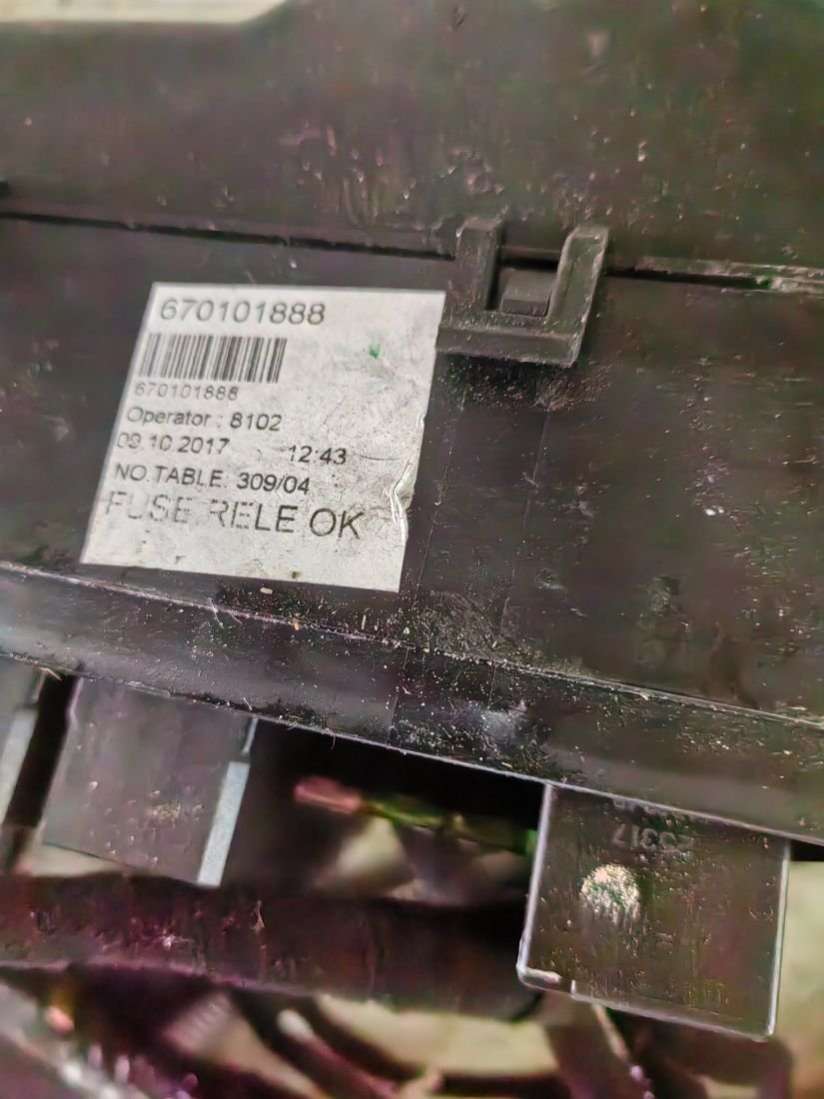 670101888
670101888
Operator : 8102
09.10.2017 12:43
NO.TABLE. 309/04
FUSE RELE OK